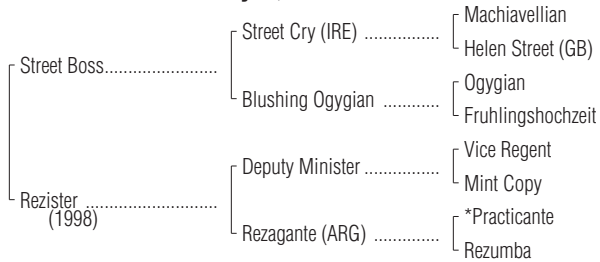 Machiavellian
Street Cry (IRE) ................
Helen Street (GB)
Street Boss........................
Ogygian
Blushing Ogygian ............
Fruhlingshochzeit
Vice Regent
Deputy Minister ................
Mint Copy
Rezister ............................
(1998)
*Practicante
Rezagante (ARG) ..............
Rezumba